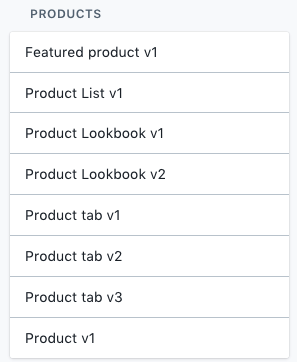 PRODUCTS
Featured product v1
Product List v1
Product Lookbook v1
Product Lookbook v2
Product tab v1
Product tab v2
Product tab v3
Product v1